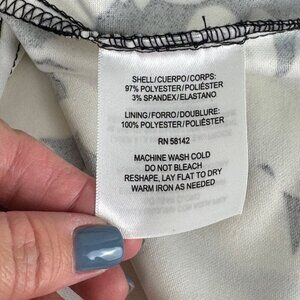 SHELL/CUERPO/CORPS:
97% POLYESTER/POLIÉSTER
3% SPANDEX/ELASTANO
LINING/FORRO/DOUBLURE:
100% POLYESTER/POLIÉSTER
RN 58142
MACHINE WASH COLD
DO NOT BLEACH
RESHAPE, LAY FLAT TO DRY
WARM IRON AS NEEDED